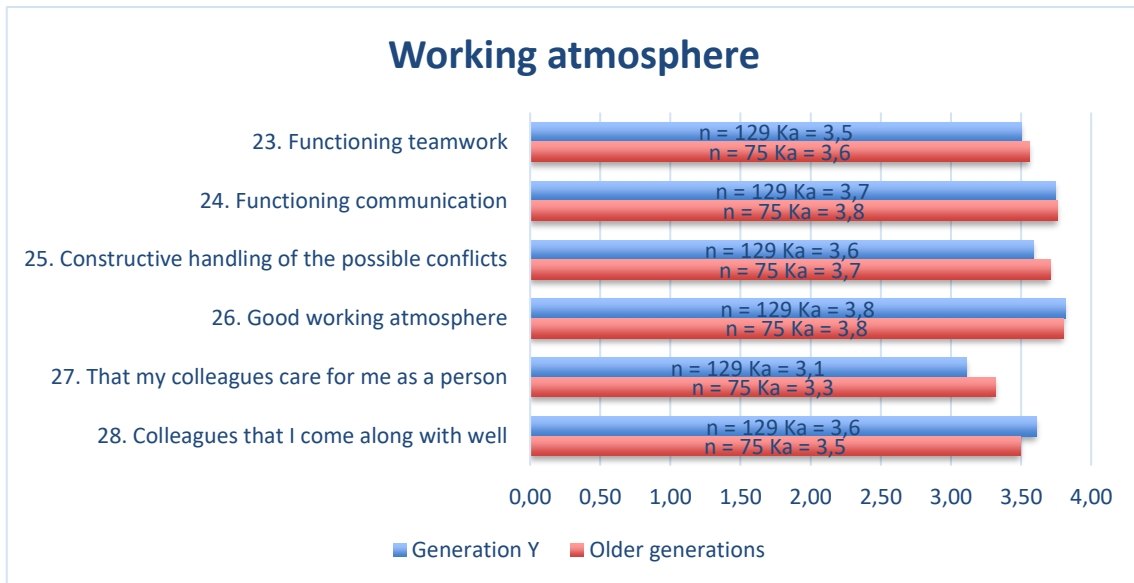 Working atmosphere
23. Functioning teamwork
n = 129 Ka = 3,5
n = 75 Ka = 3,6
24. Functioning communication
n = 129 Ka = 3,7
n = 75 Ka = 3,8
25. Constructive handling of the possible conflicts
n = 129 Ka = 3,6
n = 75 Ka = 3,7
26. Good working atmosphere
n = 129 Ka = 3,8
n = 75 Ka = 3,8
27. That my colleagues care for me as a person
n = 129 Ka = 3,1
n = 75 Ka = 3,3
28. Colleagues that I come along with well
n = 129 Ka = 3,6
n = 75 Ka = 3,5
0,00 0,50 1,00 1,50 2,00 2,50 3,00 3,50 4,00
Generation Y Older generations